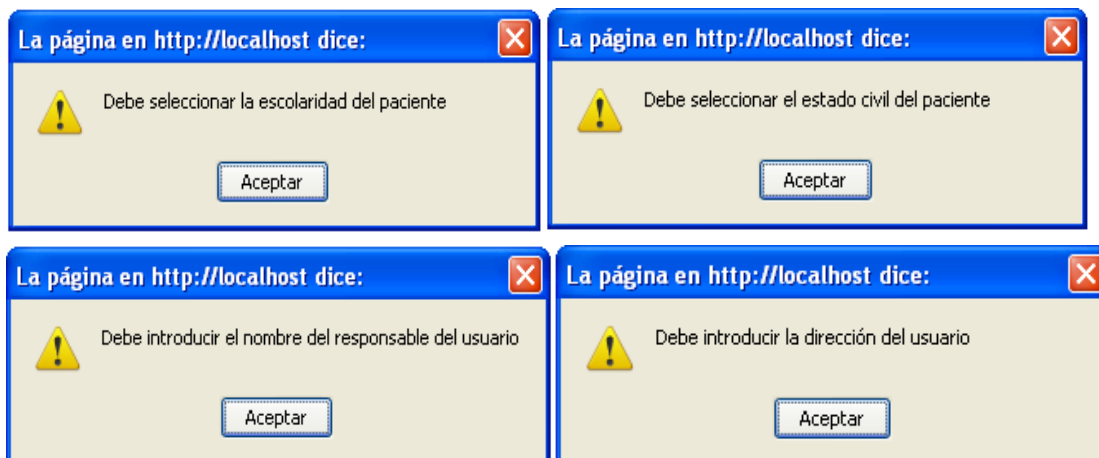 La página en http://localhost dice:
Debe seleccionar la escolaridad del paciente
Aceptar
La página en http://localhost dice:
Debe seleccionar el estado civil del paciente
Aceptar
La página en http://localhost dice:
Debe introducir el nombre del responsable del usuario
Aceptar
La página en http://localhost dice:
Debe introducir la dirección del usuario
Aceptar